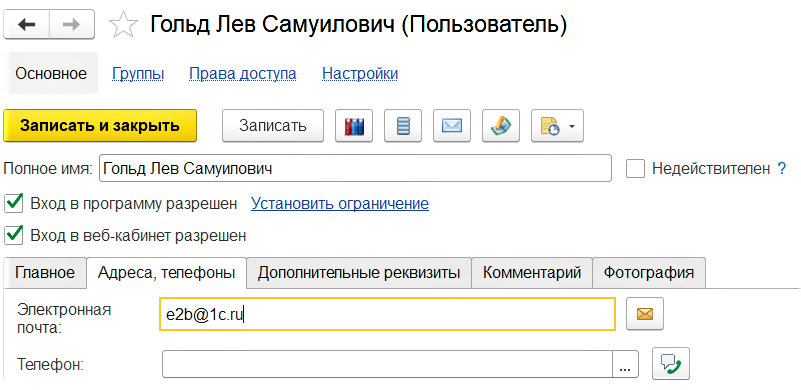 Гольд Лев Самуилович (Пользователь)
Основное Группы Права доступа Настройки
Записать и закрыть Записать
Полное имя: Гольд Лев Самуилович Недействителен ?
Вход в программу разрешен Установить ограничение
Вход в веб-кабинет разрешен
Главное Адреса, телефоны Дополнительные реквизиты Комментарий Фотография
Электронная почта: e2b@1c.ru
Телефон: ...